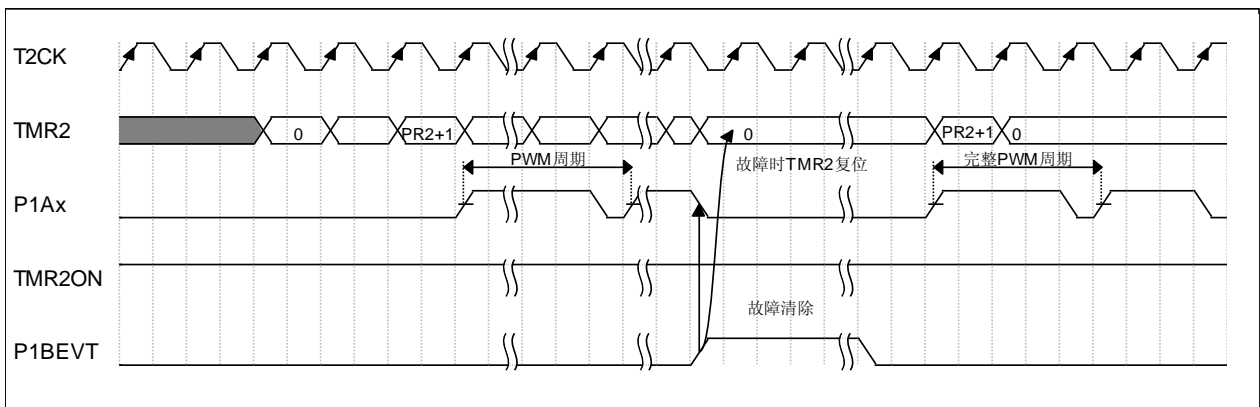 T2CK
TMR2
0
PR2+1
0
PR2+1
0
PWM周期
故障时TMR2复位
完整PWM周期
P1Ax
TMR2ON
故障清除
P1BEVT